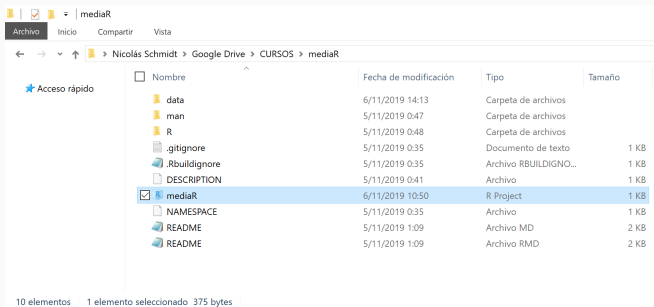 mediaR
Archivo Inicio Compartir Vista
Nicolás Schmidt > Google Drive > CURSOS > mediaR
Acceso rápido
Nombre Fecha de modificación Tipo Tamaño
data 6/11/2019 14:13 Carpeta de archivos
man 5/11/2019 0:47 Carpeta de archivos
R 5/11/2019 0:48 Carpeta de archivos
.gitignore 5/11/2019 0:35 Documento de texto 1 KB
.Rbuildignore 5/11/2019 0:35 Archivo RBUILDIGNO... 1 KB
DESCRIPTION 5/11/2019 0:41 Archivo 1 KB
mediaR 6/11/2019 10:50 R Project 1 KB
NAMESPACE 5/11/2019 0:35 Archivo 1 KB
README 5/11/2019 1:09 Archivo MD 2 KB
README 5/11/2019 1:09 Archivo RMD 2 KB
10 elementos 1 elemento seleccionado 375 bytes